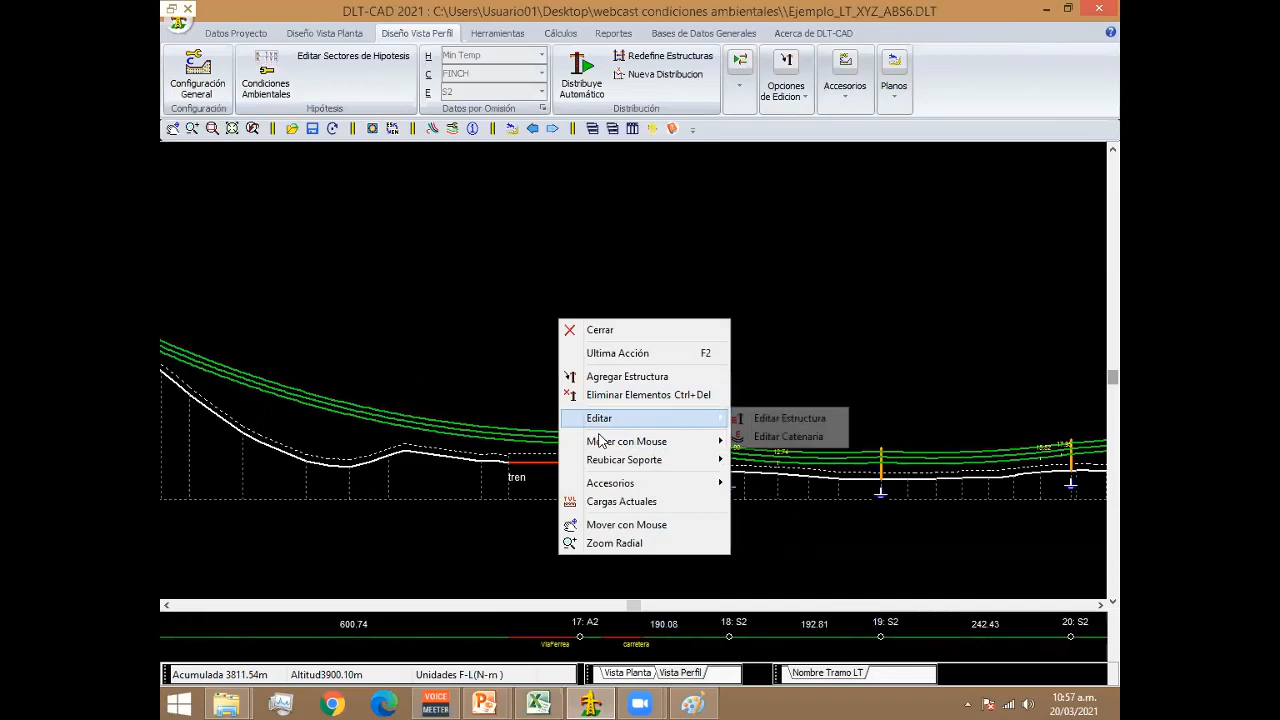 DLT-CAD 2021 : C:\Users\Usuario01\Desktop\webcast condiciones ambientales\\Ejemplo_LT_XYZ_ABS6.DLT
Datos Proyecto Diseño Vista Planta Diseño Vista Perfil Herramientas Cálculos Reportes Bases de Datos Generales Acerca de DLT-CAD
Configuración General
Configuración
Condiciones Ambientales
Editar Sectores de Hipotesis
Hipótesis
H Min Temp
C FINCH
E S2
Datos por Omisión
Distribuye Automático
Redefine Estructuras
Nueva Distribucion
Distribución
Opciones de Edicion
Accesorios
Planos
Cerrar
Ultima Acción F2
Agregar Estructura
Eliminar Elementos Ctrl+Del
Editar
Editar Estructura
Editar Catenaria
Mover con Mouse
Reubicar Soporte
Accesorios
Cargas Actuales
Mover con Mouse
Zoom Radial
tren
600.74 17: A2 190.08 18: S2 192.81 19: S2 242.43 20: S2
ViaFerrea carretera
Acumulada 3811.54m Altitud3900.10m Unidades F-L(N-m ) Vista Planta Vista Perfil Nombre Tramo LT
VOICE MEETER
10:57 a.m.
20/03/2021